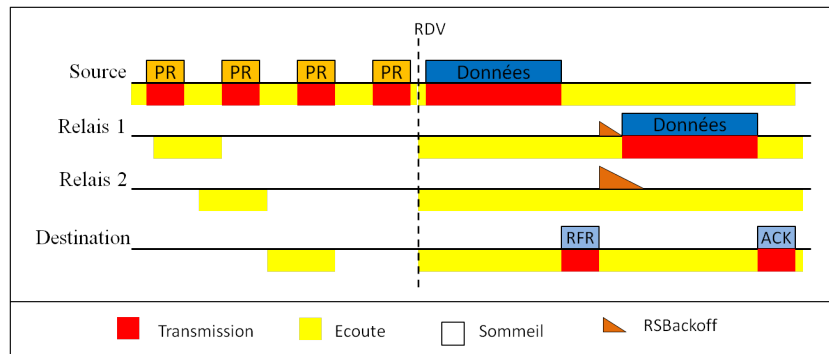 RDV
Source PR PR PR PR Données
Relais 1 Données
Relais 2
Destination RFR ACK
Transmission Ecoute Sommeil RSBackoff